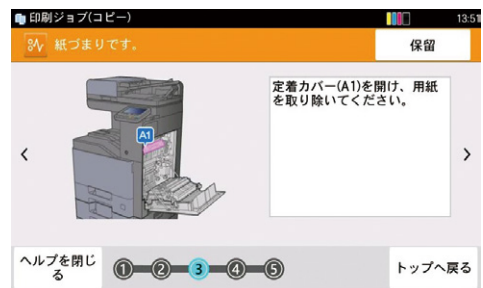 印刷ジョブ(コピー)
13:51
紙づまりです。
保留
定着カバー(A1)を開け、用紙
を取り除いてください。
A1
ヘルプを閉じ
る
1 2 3 4 5
トップへ戻る